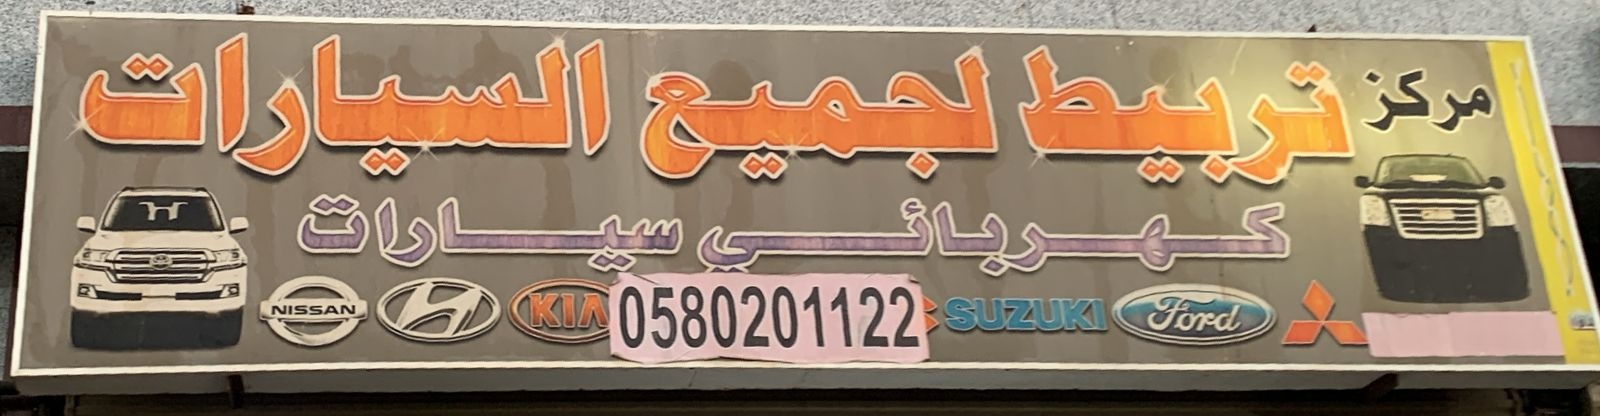 مركز
تربيط لجميع السيارات
كهربائي سيارات
NISSAN KIA 0580201122 SUZUKI Ford